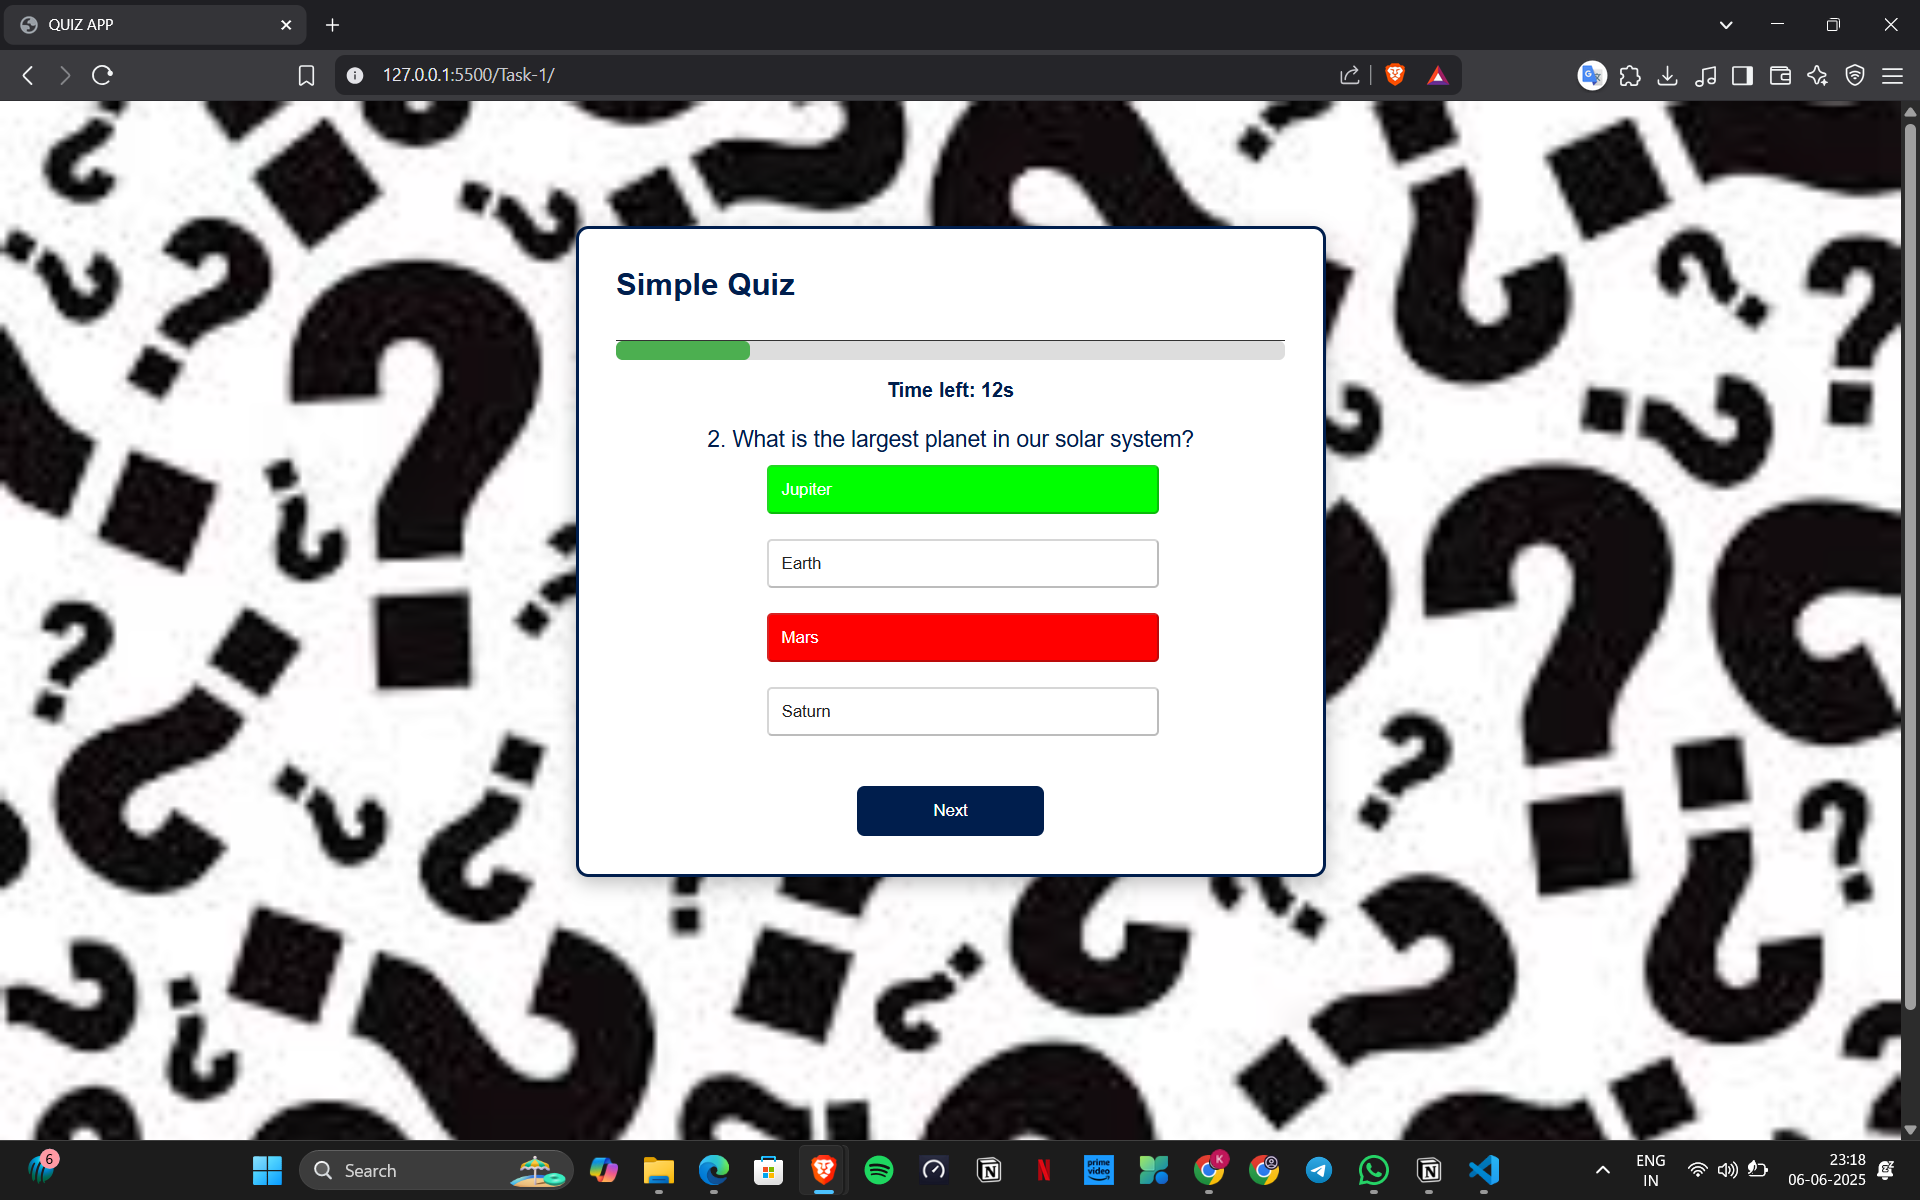 QUIZ APP
127.0.0.1:5500/Task-1/
Simple Quiz
Time left: 12s
2. What is the largest planet in our solar system?
Jupiter
Earth
Mars
Saturn
Next
6
Search
prime
video
K
ENG
IN
23:18
06-06-2025